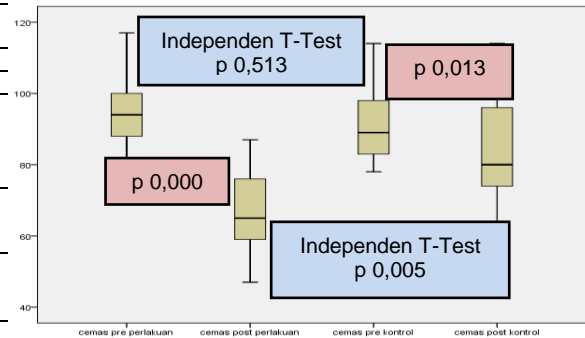 120
100
80
60
40
Independen T-Test
p 0,513
p 0,013
p 0,000
Independen T-Test
p 0,005
cemas pre perlakuan
cemas post perlakuan
cemas pre kontrol
cemas post kontrol